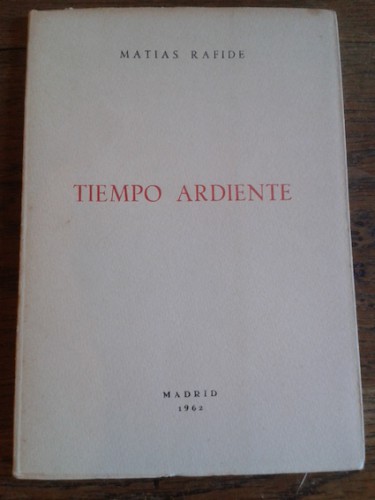 MATIAS RAFIDE
TIEMPO ARDIENTE
MADRID
1962